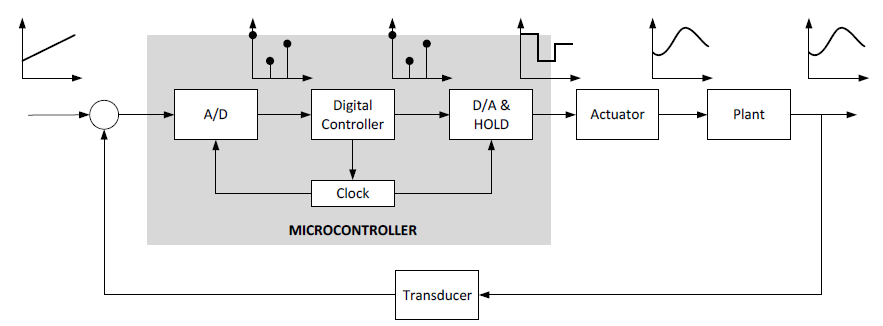 A/D
Digital
Controller
D/A &
HOLD
Actuator
Plant
Clock
MICROCONTROLLER
Transducer